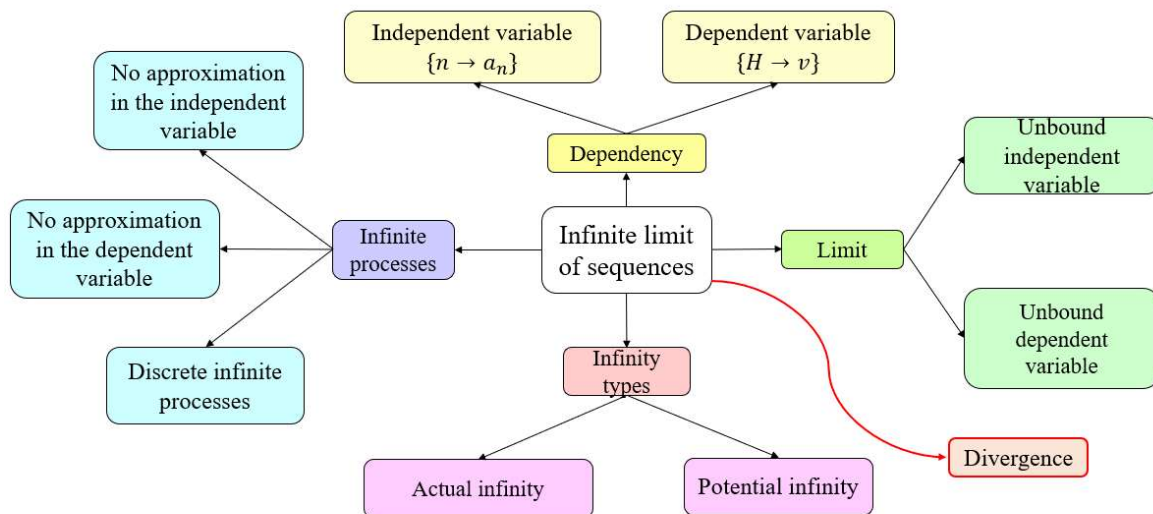 Independent variable
{n → aₙ}
Dependent variable
{H → v}
No approximation
in the independent
variable
Dependency
Unbound
independent
variable
No approximation
in the dependent
variable
Infinite
processes
Infinite limit
of sequences
Limit
Discrete infinite
processes
Infinity
types
Unbound
dependent
variable
Actual infinity
Potential infinity
Divergence